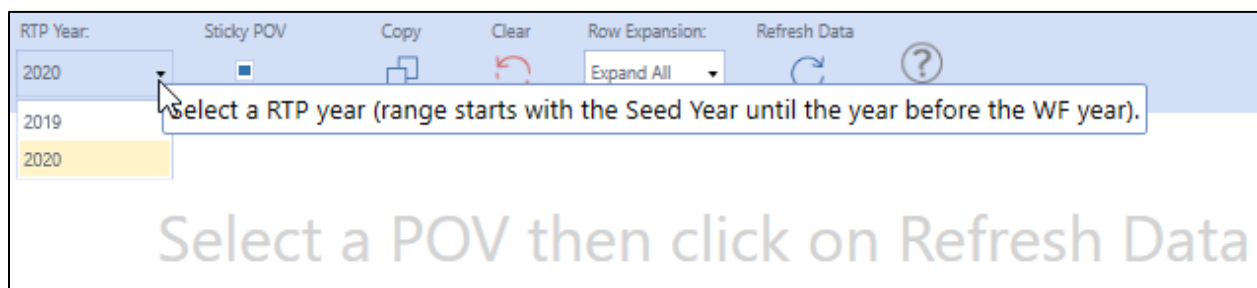 RTP Year: Sticky POV Copy Clear Row Expansion: Refresh Data
2020 Expand All ?
Select a RTP year (range starts with the Seed Year until the year before the WF year).
2019
2020
Select a POV then click on Refresh Data